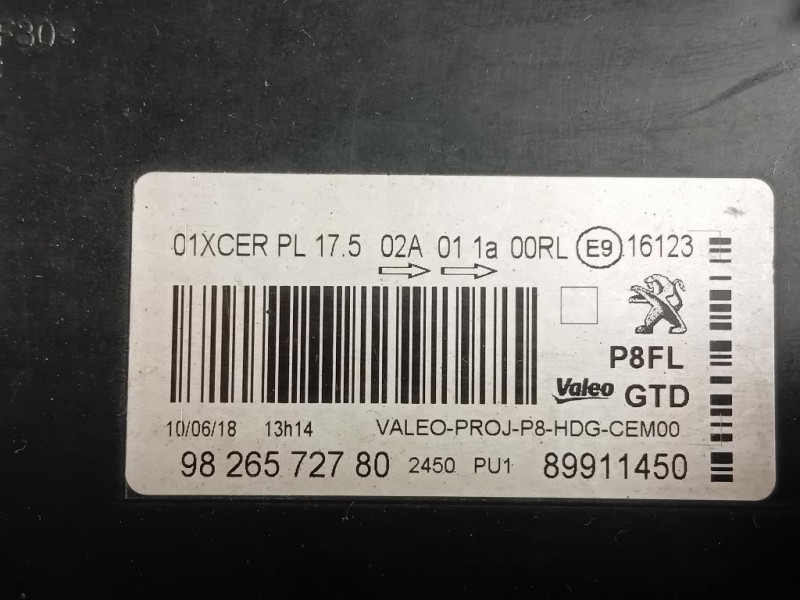 01XCER PL 17.5 02A 01 1a 00RL E9 16123
P8FL
Valeo GTD
10/06/18 13h14 VALEO-PROJ-P8-HDG-CEM00
98 265 727 80 2450 PU1 89911450